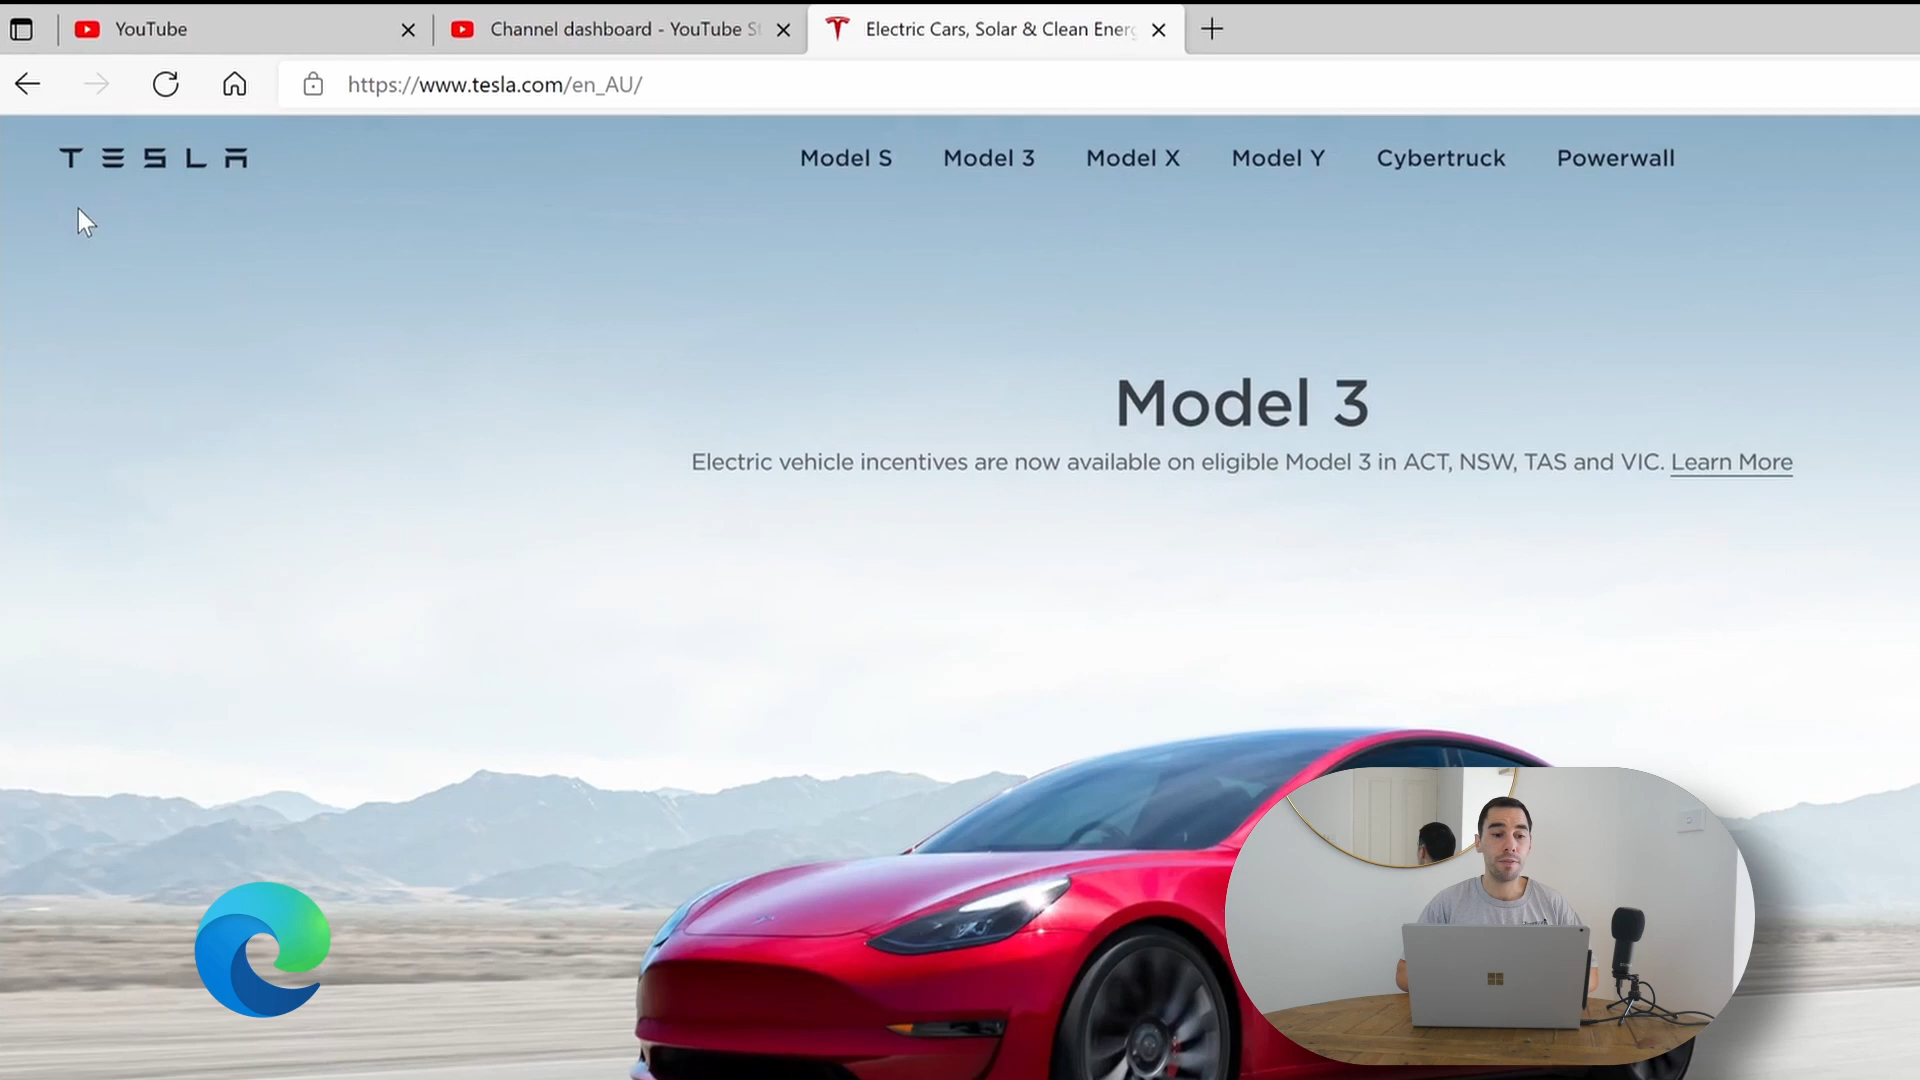 YouTube
Channel dashboard - YouTube St
Electric Cars, Solar & Clean Energ
https://www.tesla.com/en_AU/
TESLA
Model S
Model 3
Model X
Model Y
Cybertruck
Powerwall
Model 3
Electric vehicle incentives are now available on eligible Model 3 in ACT, NSW, TAS and VIC. Learn More